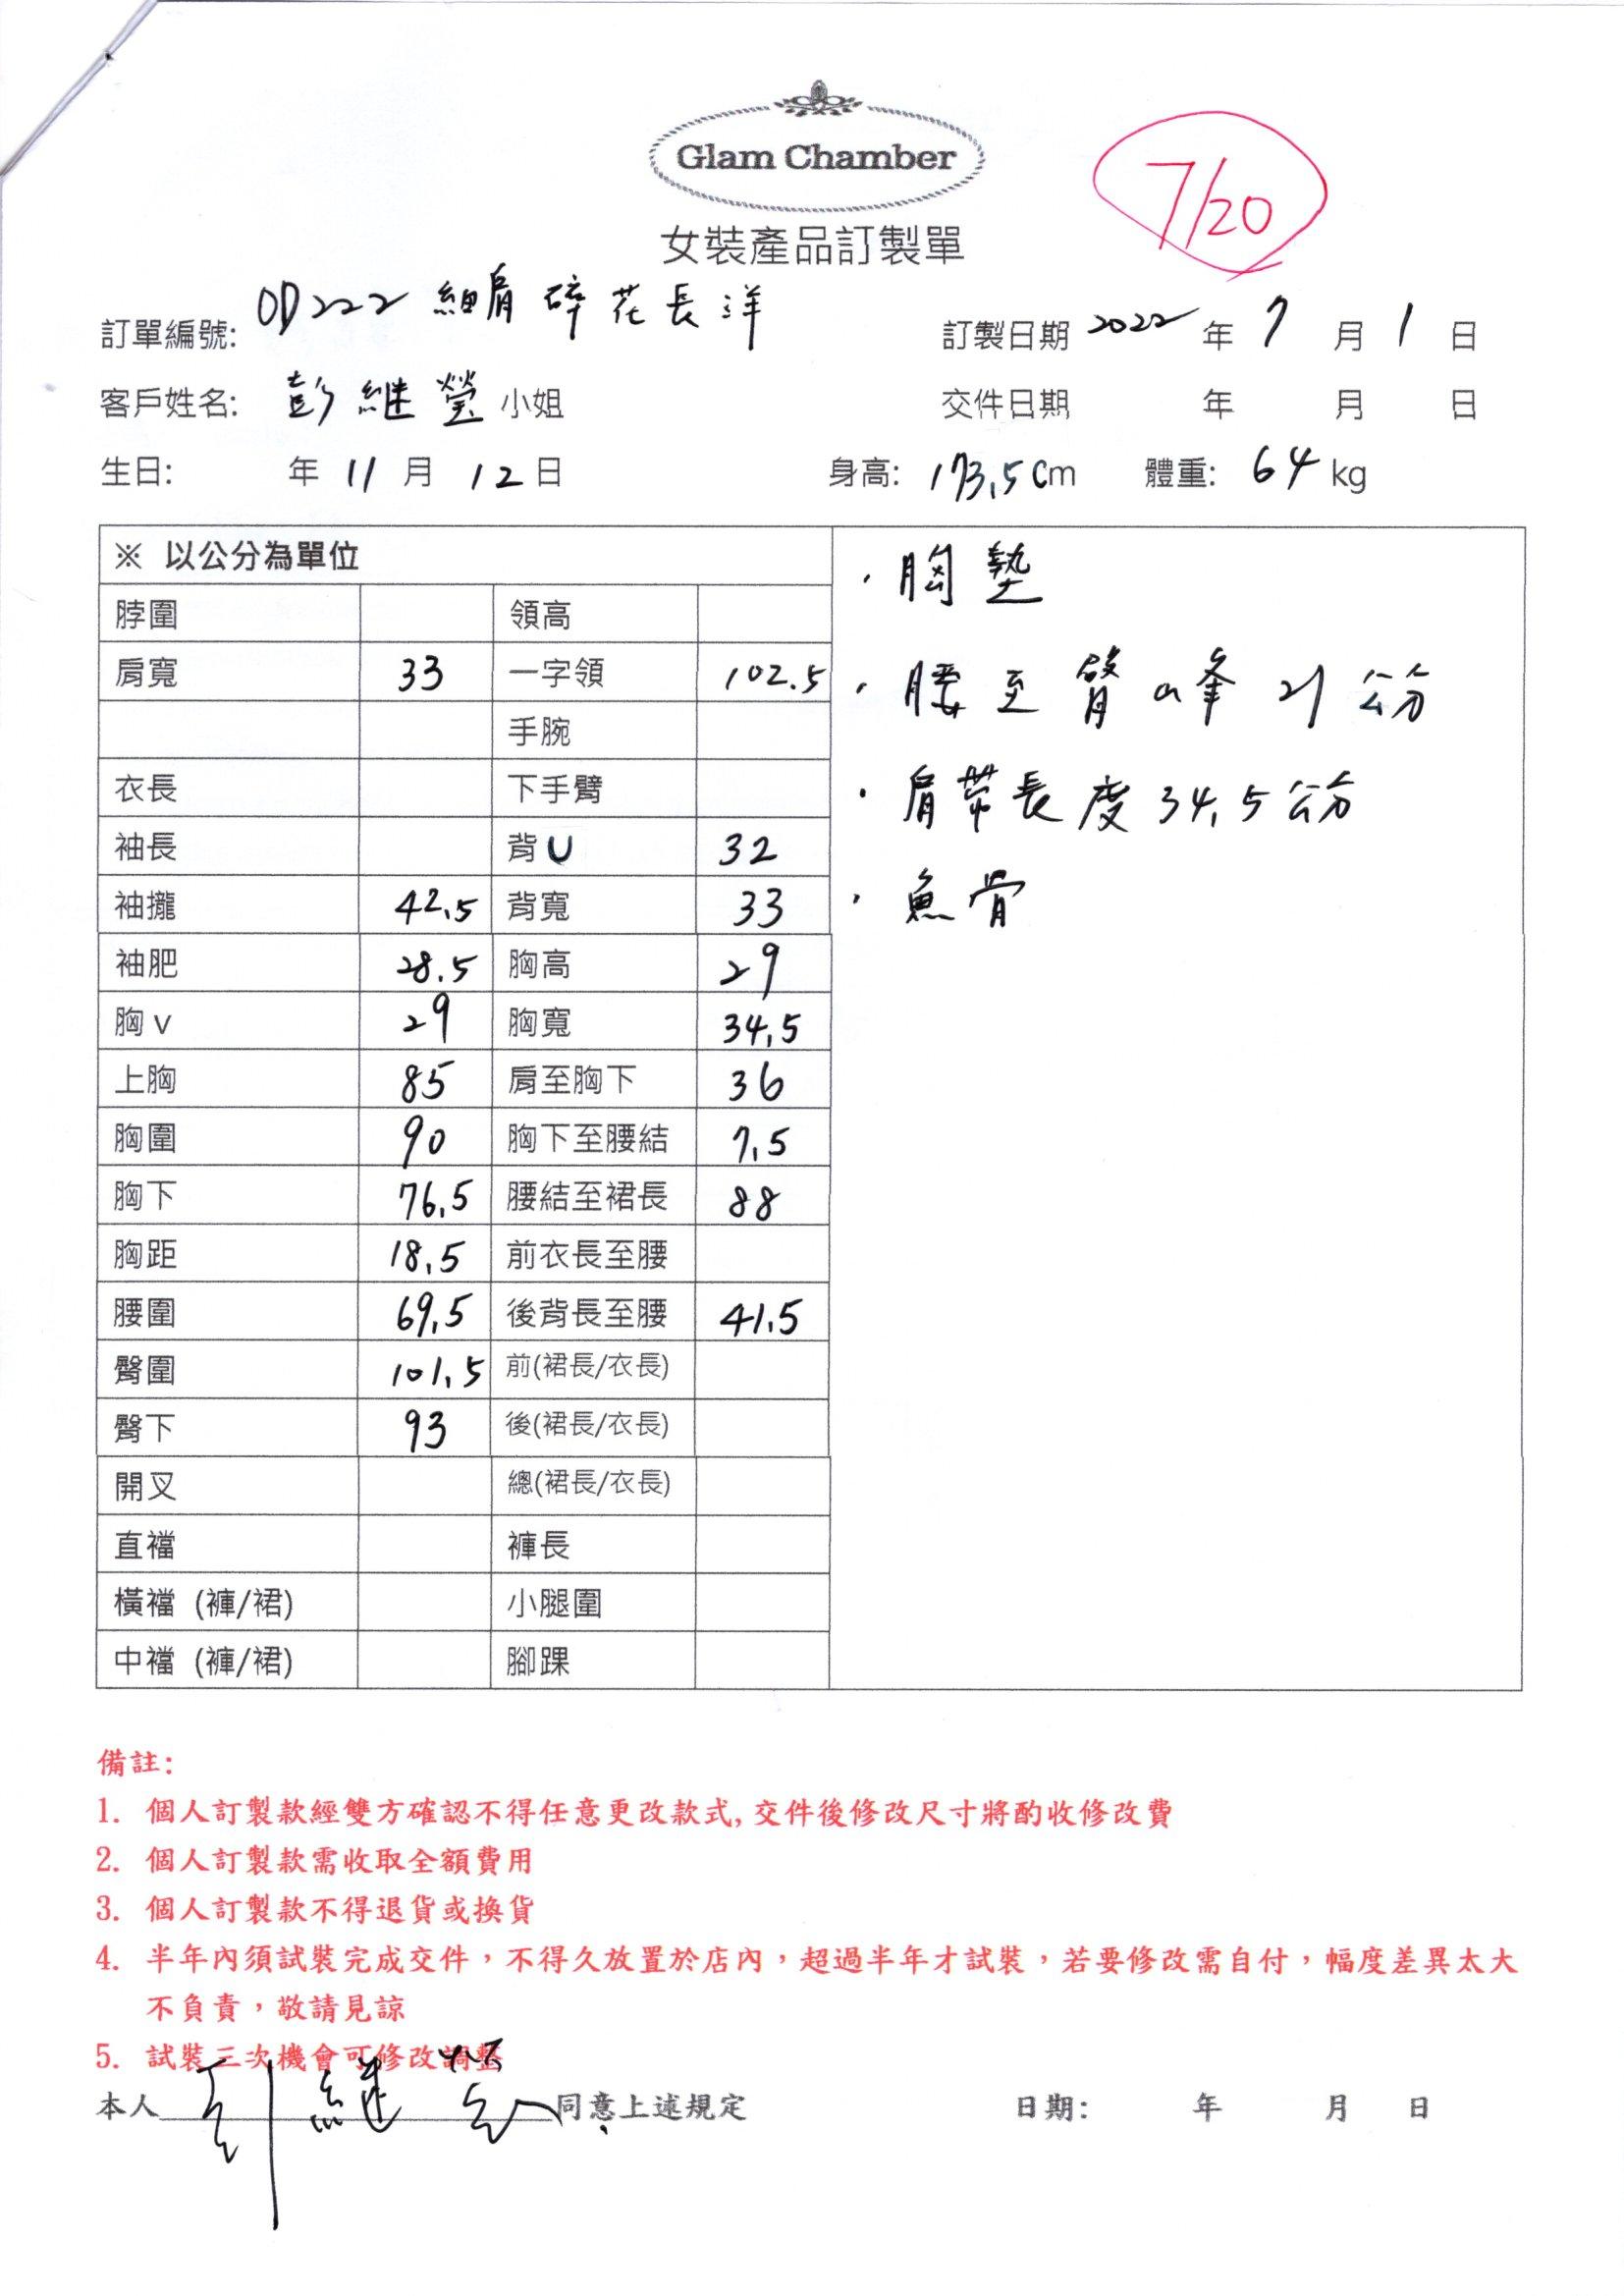 Glam Chamber
7/20
女裝產品訂製單
訂單編號: OD222 細肩碎花長洋 訂製日期 2022 年 7 月 1 日
客戶姓名: 彭繼瑩 小姐 交件日期 年 月 日
生日: 年 11 月 12 日 身高: 173.5 cm 體重: 64 kg
※ 以公分為單位
脖圍 領高
肩寬 33 一字領 102.5
手腕
衣長 下手臂
袖長 背U 32
袖攏 42.5 背寬 33
袖肥 28.5 胸高 29
胸 v 29 胸寬 34.5
上胸 85 肩至胸下 36
胸圍 90 胸下至腰結 7.5
胸下 76.5 腰結至裙長 88
胸距 18.5 前衣長至腰
腰圍 69.5 後背長至腰 41.5
臀圍 101.5 前(裙長/衣長)
臀下 93 後(裙長/衣長)
開叉 總(裙長/衣長)
直襠 褲長
橫襠 (褲/裙) 小腿圍
中襠 (褲/裙) 腳踝
· 胸墊
· 腰至臀高峯 21 公分
· 肩帶長度 34.5 公分
· 魚骨
備註:
1. 個人訂製款經雙方確認不得任意更改款式, 交件後修改尺寸將酌收修改費
2. 個人訂製款需收取全額費用
3. 個人訂製款不得退貨或換貨
4. 半年內須試裝完成交件，不得久放置於店內，超過半年才試裝，若要修改需自付，幅度差異太大
不負責，敬請見諒
5. 試裝三次機會可修改調整
本人 彭繼瑩 同意上述規定 日期: 年 月 日